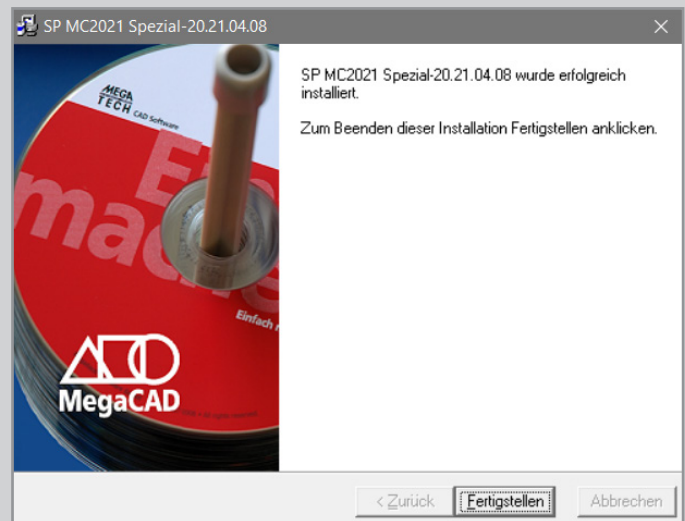 SP MC2021 Spezial-20.21.04.08
SP MC2021 Spezial-20.21.04.08 wurde erfolgreich
installiert.
Zum Beenden dieser Installation Fertigstellen anklicken.
MEGA
TECH CAD Software
Einfach
MegaCAD
< Zurück
Fertigstellen
Abbrechen